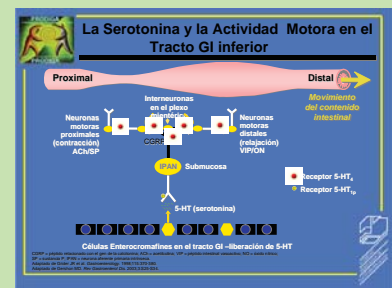 La Serotonina y la Actividad Motora en el
Tracto GI inferior
Proximal
Distal
Movimiento
del contenido
intestinal
Interneuronas
en el plexo
mientérico
Neuronas
motoras
proximales
(contracción)
ACh/SP
Neuronas
motoras
distales
(relajación)
VIP/ON
CGRP
IPAN
Submucosa
Receptor 5-HT4
Receptor 5-HT1p
5-HT (serotonina)
Células Enterocromafines en el tracto GI –liberación de 5-HT